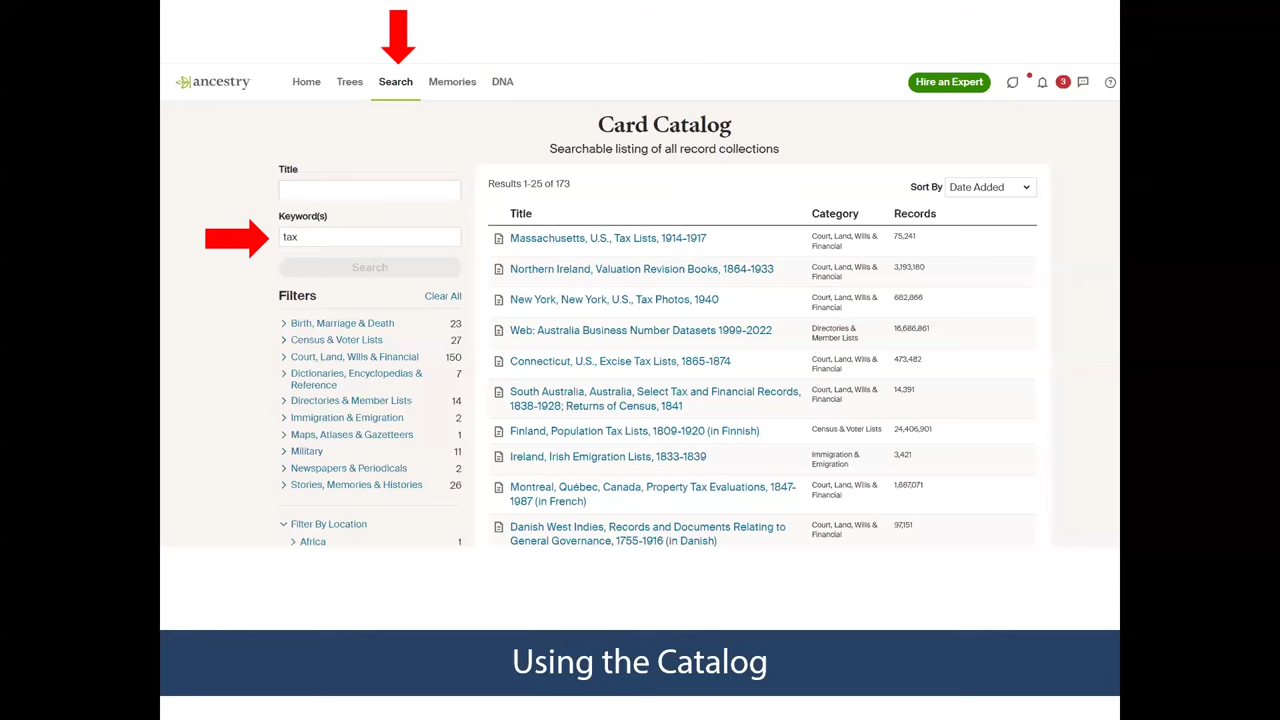 ancestry Home Trees Search Memories DNA Hire an Expert 3
Card Catalog
Searchable listing of all record collections
Title
Keyword(s)
tax
Search
Filters Clear All
Birth, Marriage & Death 23
Census & Voter Lists 27
Court, Land, Wills & Financial 150
Dictionaries, Encyclopedias &
Reference 7
Directories & Member Lists 14
Immigration & Emigration 2
Maps, Atlases & Gazetteers 1
Military 11
Newspapers & Periodicals 2
Stories, Memories & Histories 26
Filter By Location
Africa 1
Results 1-25 of 173
Sort By Date Added
Title Category Records
Massachusetts, U.S., Tax Lists, 1914-1917 Court, Land, Wills & 75,241
Financial
Northern Ireland, Valuation Revision Books, 1864-1933 Court, Land, Wills & 3,193,180
Financial
New York, New York, U.S., Tax Photos, 1940 Court, Land, Wills & 682,866
Financial
Web: Australia Business Number Datasets 1999-2022 Directories & 16,686,861
Member Lists
Connecticut, U.S., Excise Tax Lists, 1865-1874 Court, Land, Wills & 473,482
Financial
South Australia, Australia, Select Tax and Financial Records, Court, Land, Wills & 14,391
1838-1928; Returns of Census, 1841 Financial
Finland, Population Tax Lists, 1809-1920 (in Finnish) Census & Voter Lists 24,406,901
Ireland, Irish Emigration Lists, 1833-1839 Immigration & 3,421
Emigration
Montreal, Québec, Canada, Property Tax Evaluations, 1847- Court, Land, Wills & 1,687,071
1987 (in French) Financial
Danish West Indies, Records and Documents Relating to Court, Land, Wills & 97,151
General Governance, 1755-1916 (in Danish) Financial
Using the Catalog